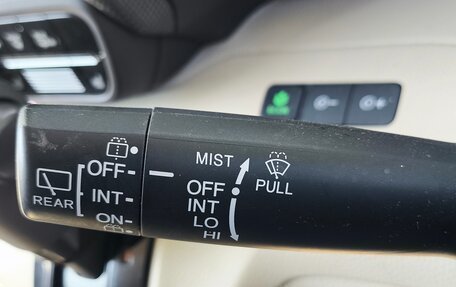 OFF
INT
ON
REAR
MIST
OFF
INT
LO
HI
PULL